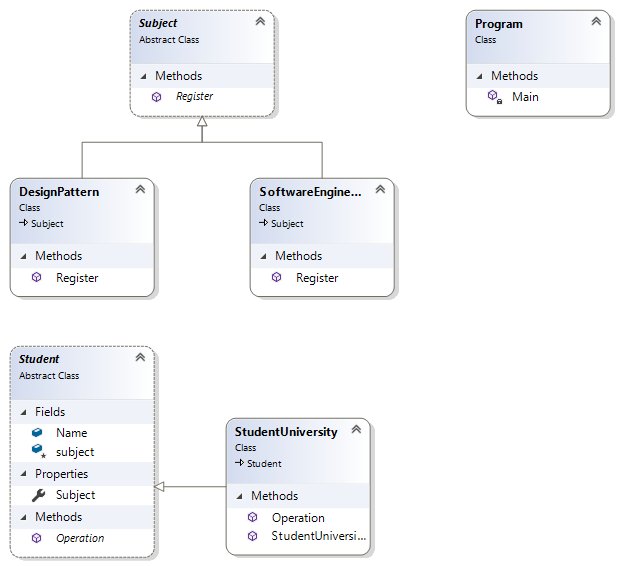 Subject
Abstract Class
Methods
Register
Program
Class
Methods
Main
DesignPattern
Class
Subject
Methods
Register
SoftwareEngine...
Class
Subject
Methods
Register
Student
Abstract Class
Fields
Name
subject
Properties
Subject
Methods
Operation
StudentUniversity
Class
Student
Methods
Operation
StudentUniversi...